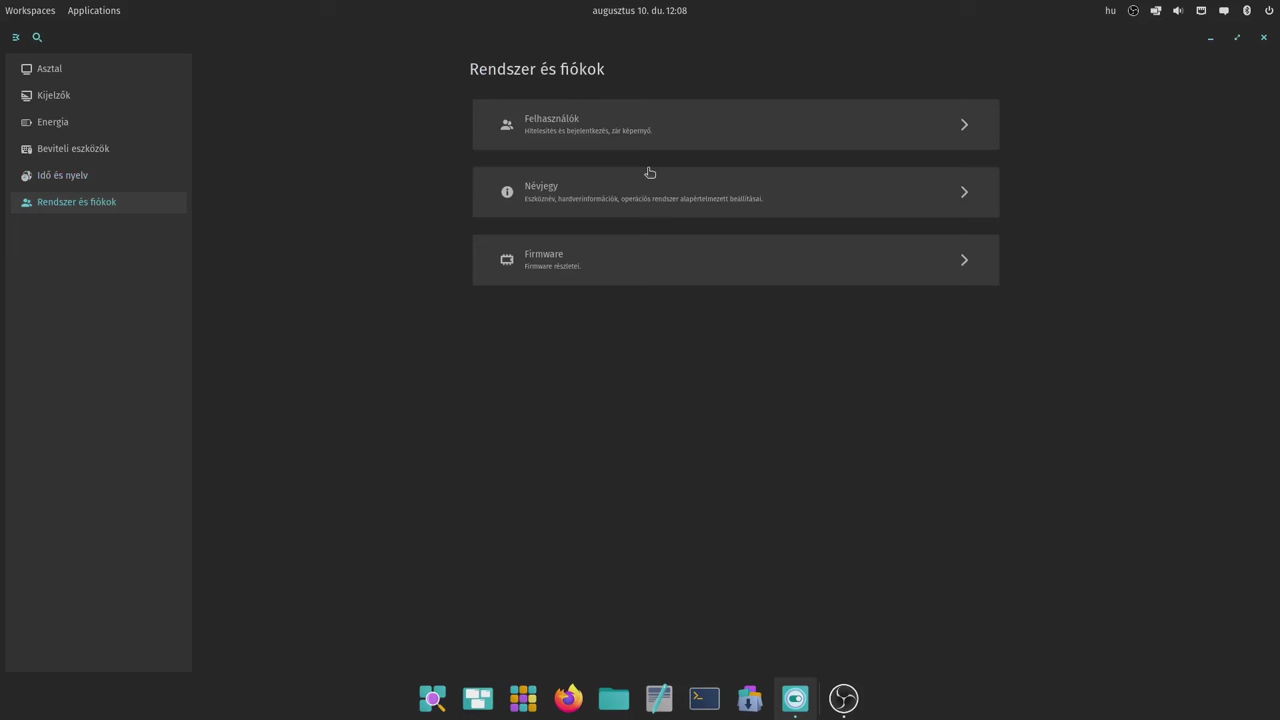 Workspaces Applications augusztus 10. du. 12:08 hu
Asztal
Kijelzők
Energia
Beviteli eszközök
Idő és nyelv
Rendszer és fiókok
Rendszer és fiókok
Felhasználók
Hitelesítés és bejelentkezés, zár képernyő.
Névjegy
Eszköznév, hardverinformációk, operációs rendszer alapértelmezett beállításai.
Firmware
Firmware részletei.